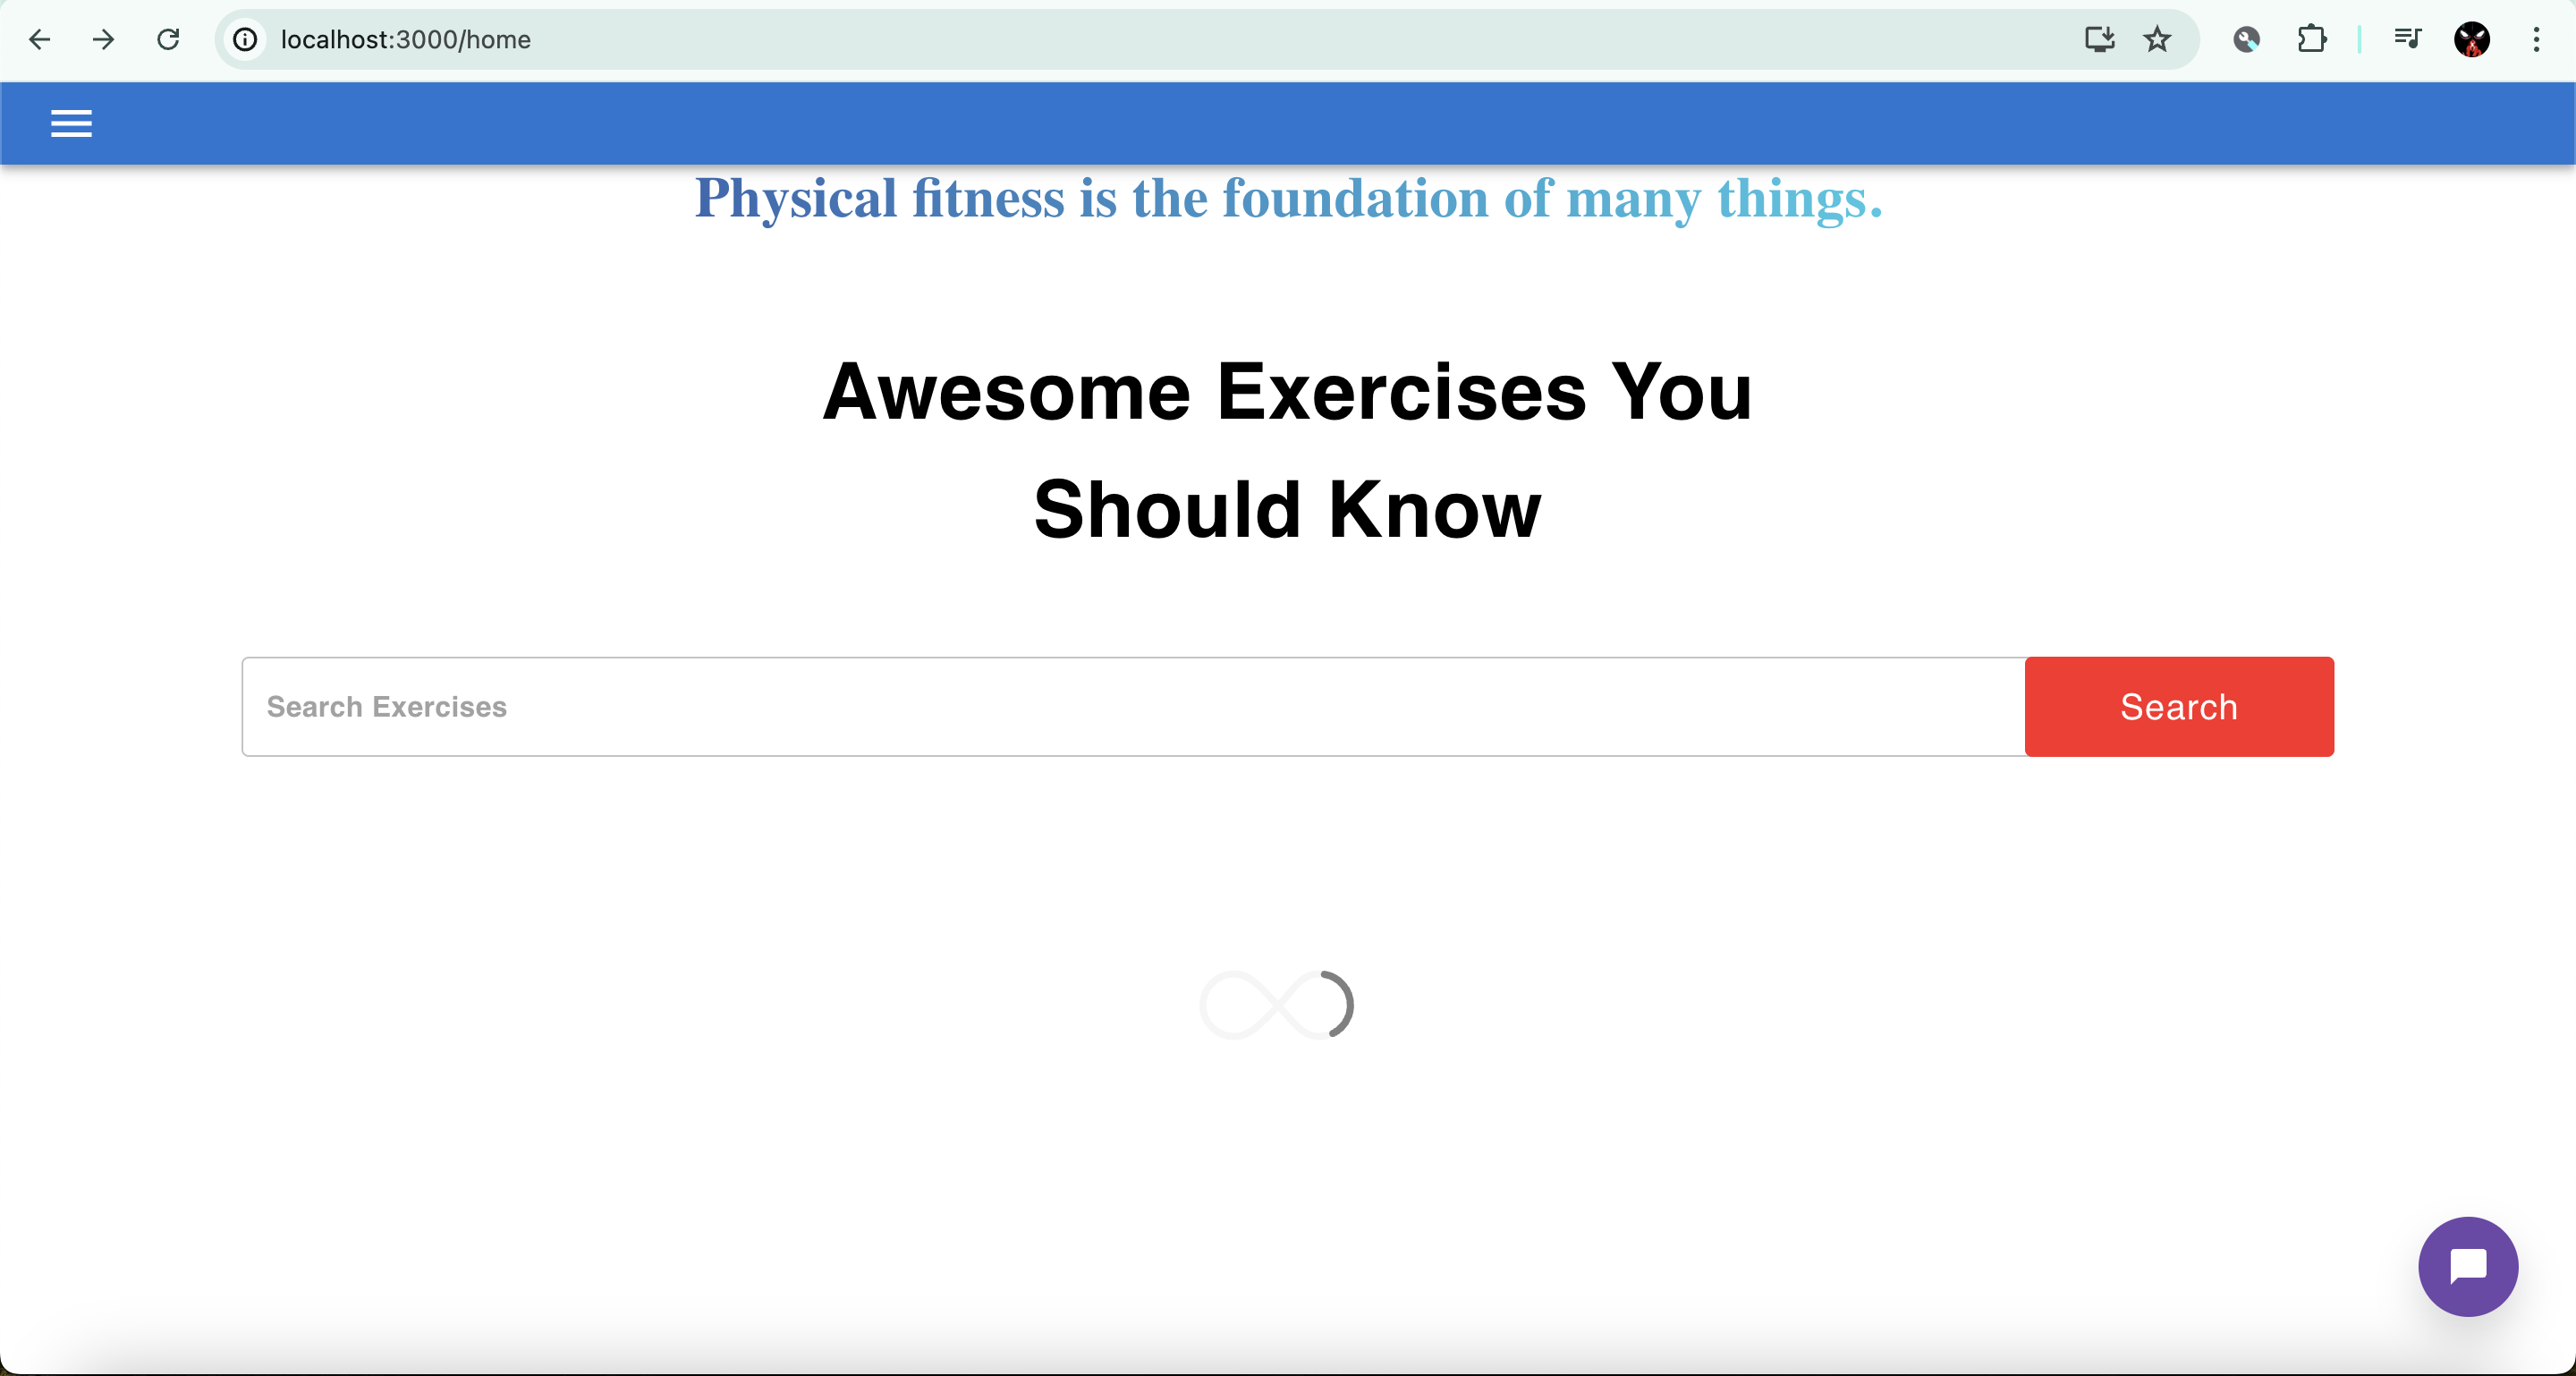 localhost:3000/home
Physical fitness is the foundation of many things.
Awesome Exercises You
Should Know
Search Exercises
Search